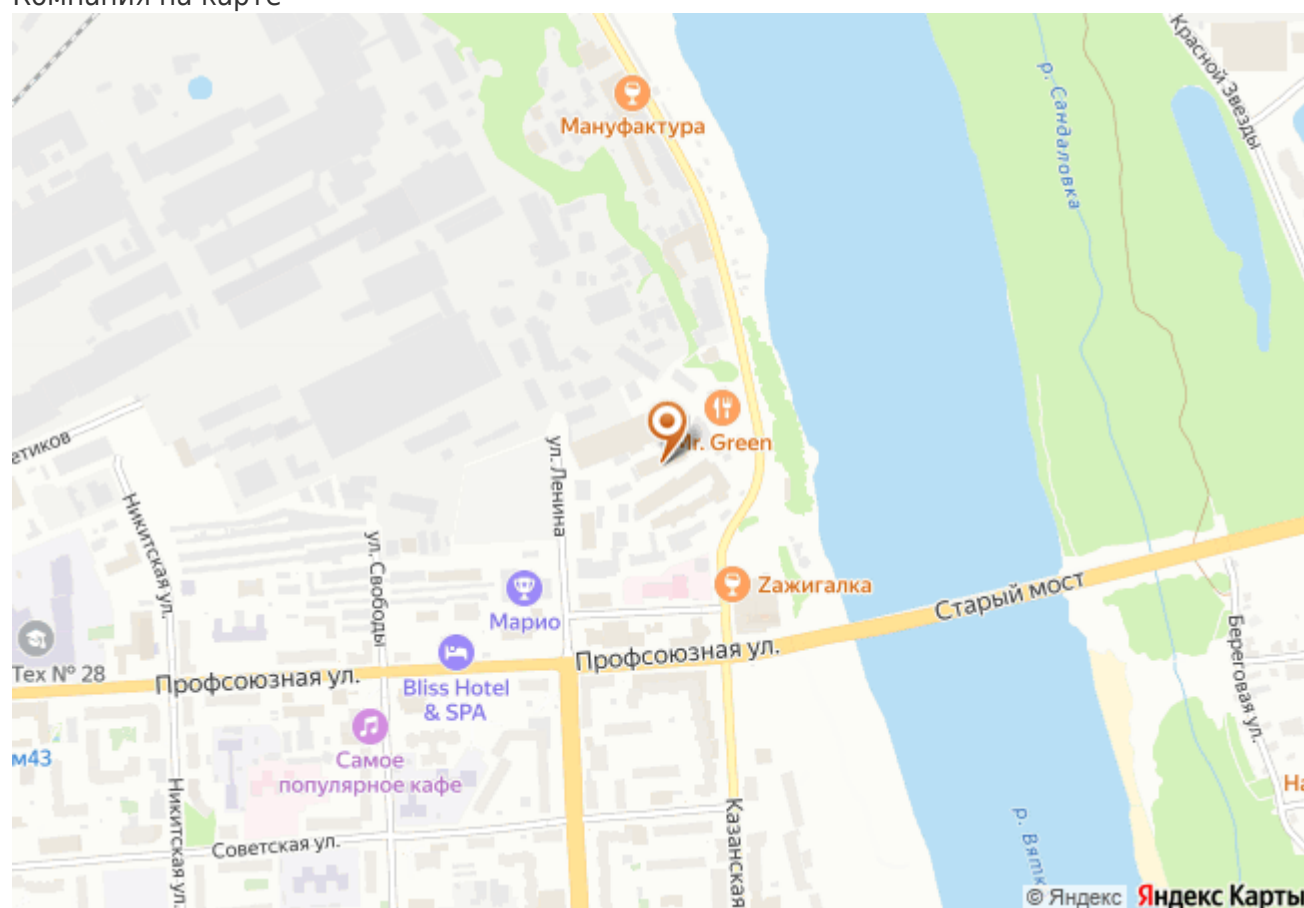 Компания на карте
Красной Звезды
р. Сандаловка
Мануфактура
Mr. Green
етиков
ул. Ленина
Никитская ул.
ул. Свободы
Zажигалка
Старый мост
Марио
Береговая ул.
Профсоюзная ул.
Тех № 28
Профсоюзная ул.
Bliss Hotel
& SPA
м43
Самое
популярное кафе
На
Никитская ул.
Казанская
Советская ул.
р. Вятк
© Яндекс Яндекс Карты